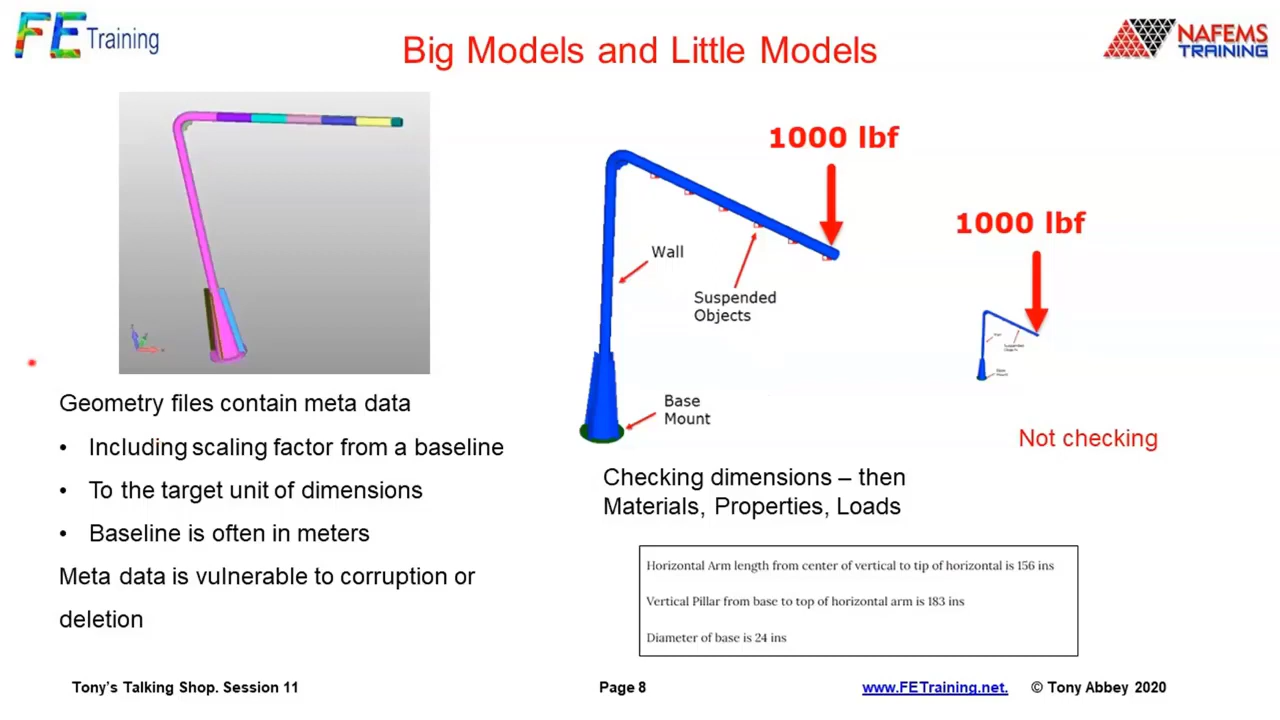 FE Training
Big Models and Little Models
NAFEMS
TRAINING
1000 lbf
1000 lbf
Wall
Suspended
Objects
Base
Mount
Wall
Suspended
Objects
Base
Mount
Not checking
Geometry files contain meta data
• Including scaling factor from a baseline
• To the target unit of dimensions
• Baseline is often in meters
Meta data is vulnerable to corruption or
deletion
Checking dimensions – then
Materials, Properties, Loads
Horizontal Arm length from center of vertical to tip of horizontal is 156 ins
Vertical Pillar from base to top of horizontal arm is 183 ins
Diameter of base is 24 ins
Tony's Talking Shop. Session 11
Page 8
www.FETraining.net.
© Tony Abbey 2020